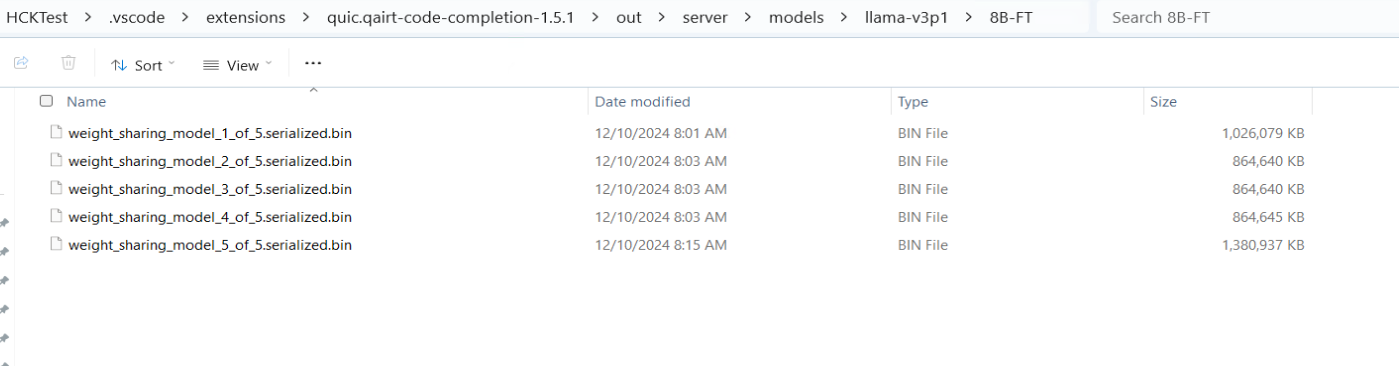 HCKTest > .vscode > extensions > quic.qairt-code-completion-1.5.1 > out > server > models > llama-v3p1 > 8B-FT Search 8B-FT
Sort View ...
Name Date modified Type Size
weight_sharing_model_1_of_5.serialized.bin 12/10/2024 8:01 AM BIN File 1,026,079 KB
weight_sharing_model_2_of_5.serialized.bin 12/10/2024 8:03 AM BIN File 864,640 KB
weight_sharing_model_3_of_5.serialized.bin 12/10/2024 8:03 AM BIN File 864,640 KB
weight_sharing_model_4_of_5.serialized.bin 12/10/2024 8:03 AM BIN File 864,645 KB
weight_sharing_model_5_of_5.serialized.bin 12/10/2024 8:15 AM BIN File 1,380,937 KB